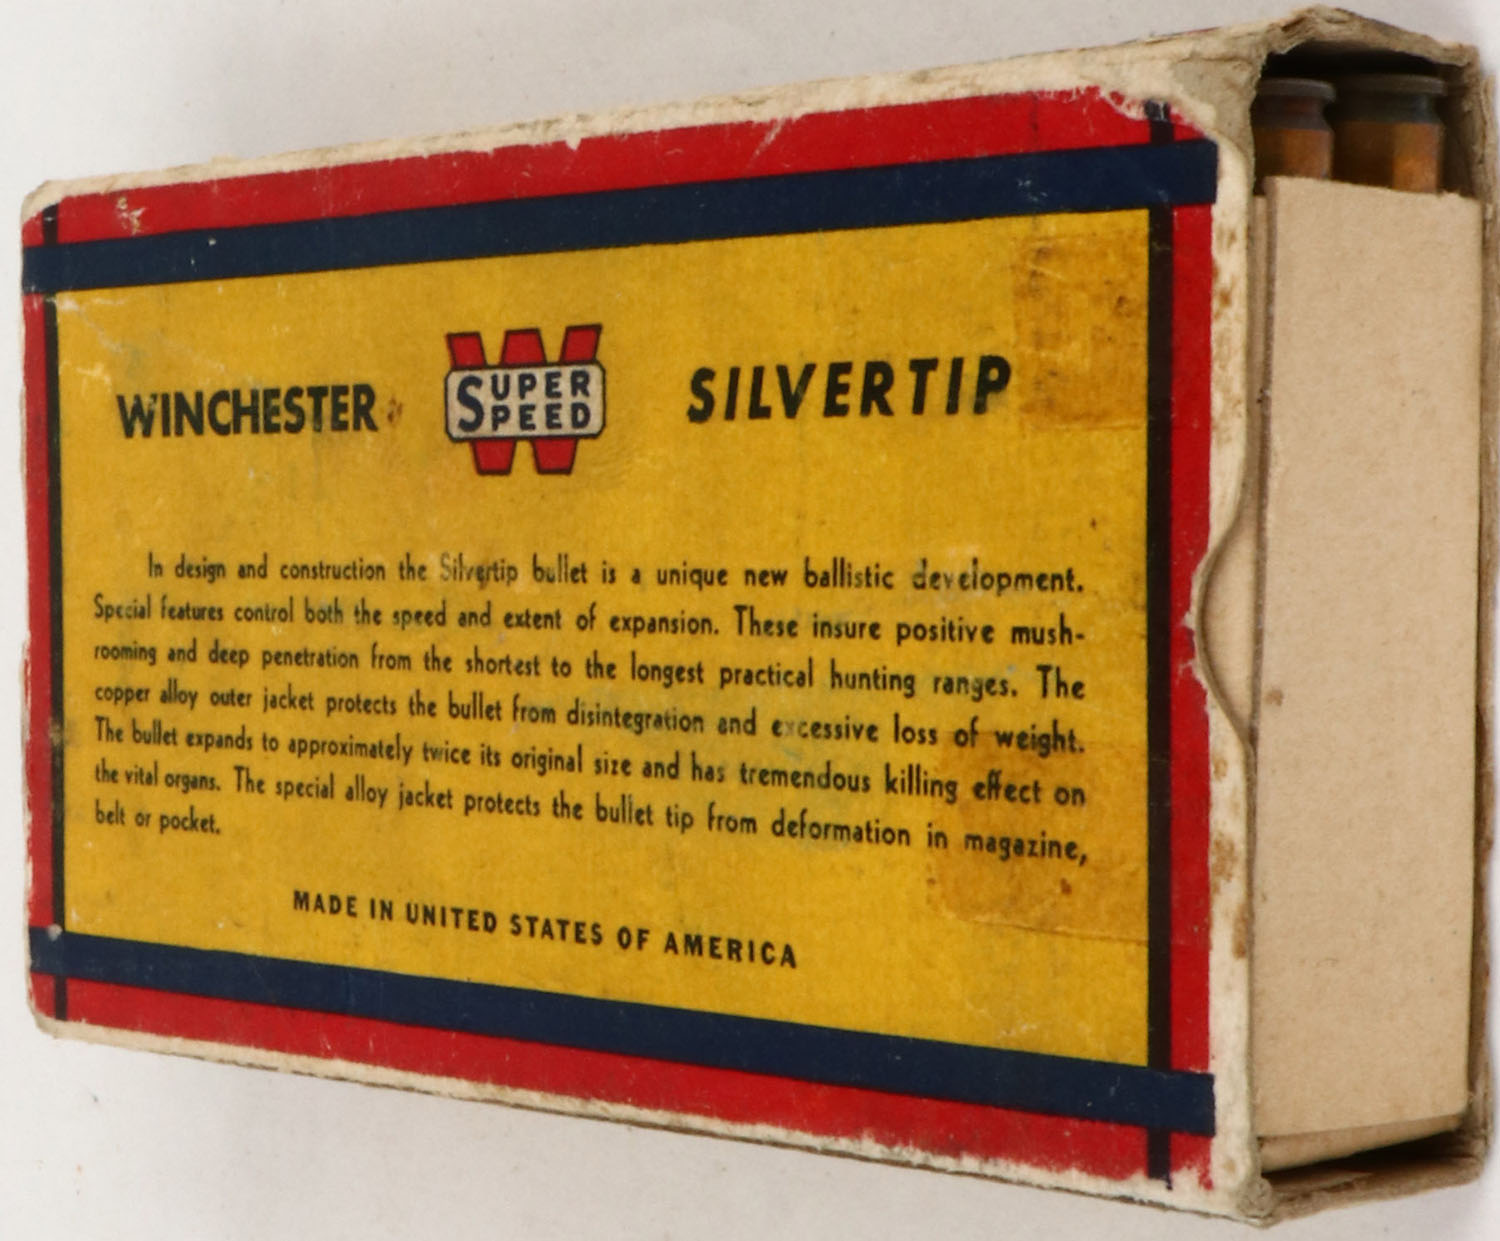 WINCHESTER SUPER SPEED SILVERTIP
In design and construction the Silvertip bullet is a unique new ballistic development.
Special features control both the speed and extent of expansion. These insure positive mush-
rooming and deep penetration from the shortest to the longest practical hunting ranges. The
copper alloy outer jacket protects the bullet from disintegration and excessive loss of weight.
The bullet expands to approximately twice its original size and has tremendous killing effect on
the vital organs. The special alloy jacket protects the bullet tip from deformation in magazine,
belt or pocket.
MADE IN UNITED STATES OF AMERICA